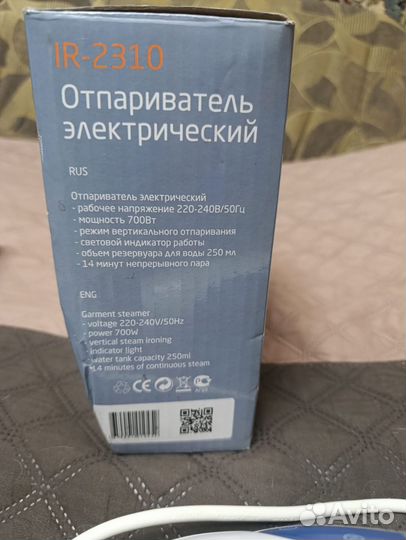 IR-2310
Отпариватель
электрический
RUS
Отпариватель электрический
- рабочее напряжение 220-240В/50Гц
- мощность 700Вт
- режим вертикального отпаривания
- световой индикатор работы
- объем резервуара для воды 250 мл
- 14 минут непрерывного пара
ENG
Garment steamer
- voltage 220-240V/50Hz
- power 700W
- vertical steam ironing
- indicator light
- water tank capacity 250ml
- 14 minutes of continuous steam
CE
Avito